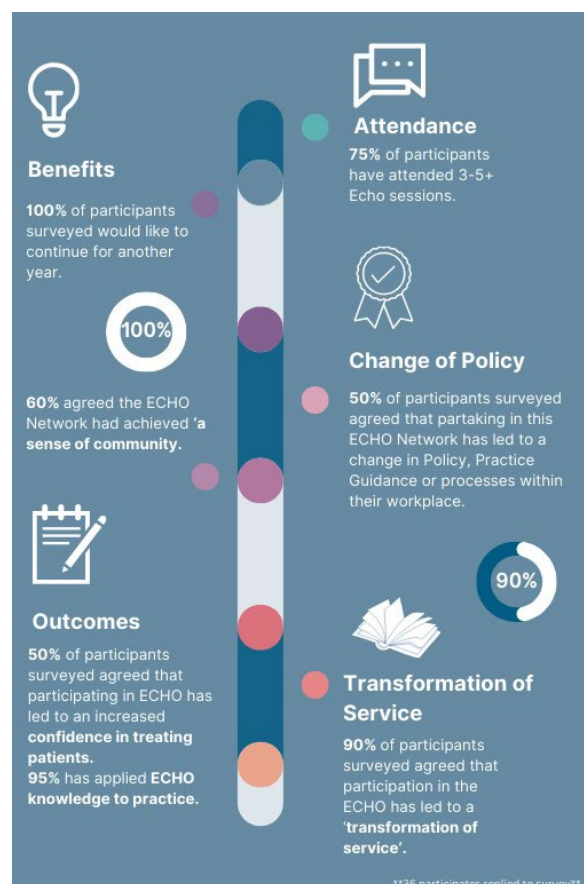 Benefits
100% of participants
surveyed would like to
continue for another
year.
100%
60% agreed the ECHO
Network had achieved 'a
sense of community.
Outcomes
50% of participants
surveyed agreed that
participating in ECHO has
led to an increased
confidence in treating
patients.
95% has applied ECHO
knowledge to practice.
Attendance
75% of participants
have attended 3-5+
Echo sessions.
Change of Policy
50% of participants surveyed
agreed that partaking in this
ECHO Network has led to a
change in Policy, Practice
Guidance or processes within
their workplace.
90%
Transformation of
Service
90% of participants
surveyed agreed that
participation in the
ECHO has led to a
'transformation of
service'.
**36 participates replied to survey**